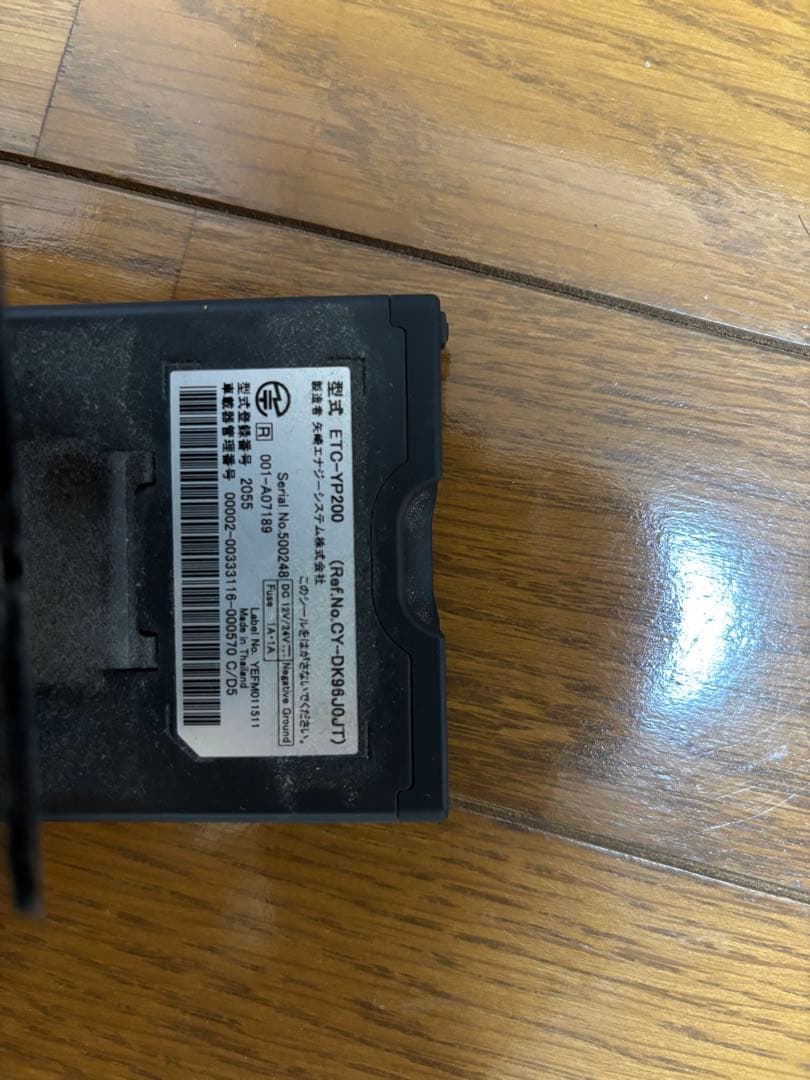 型式 ETC-YP200 (Ref.No.CY-DK96J0JT)
製造者 矢崎エナジーシステム株式会社
このシールをはがさないでください。
R 001-A07189
Serial No.500248
DC 12V/24V Negative Ground
Fuse 1A・1A
型式登録番号 2055
Label No. YEFM011511
Made in Thailand
車載器管理番号 00002-00333116-000570 C/D5